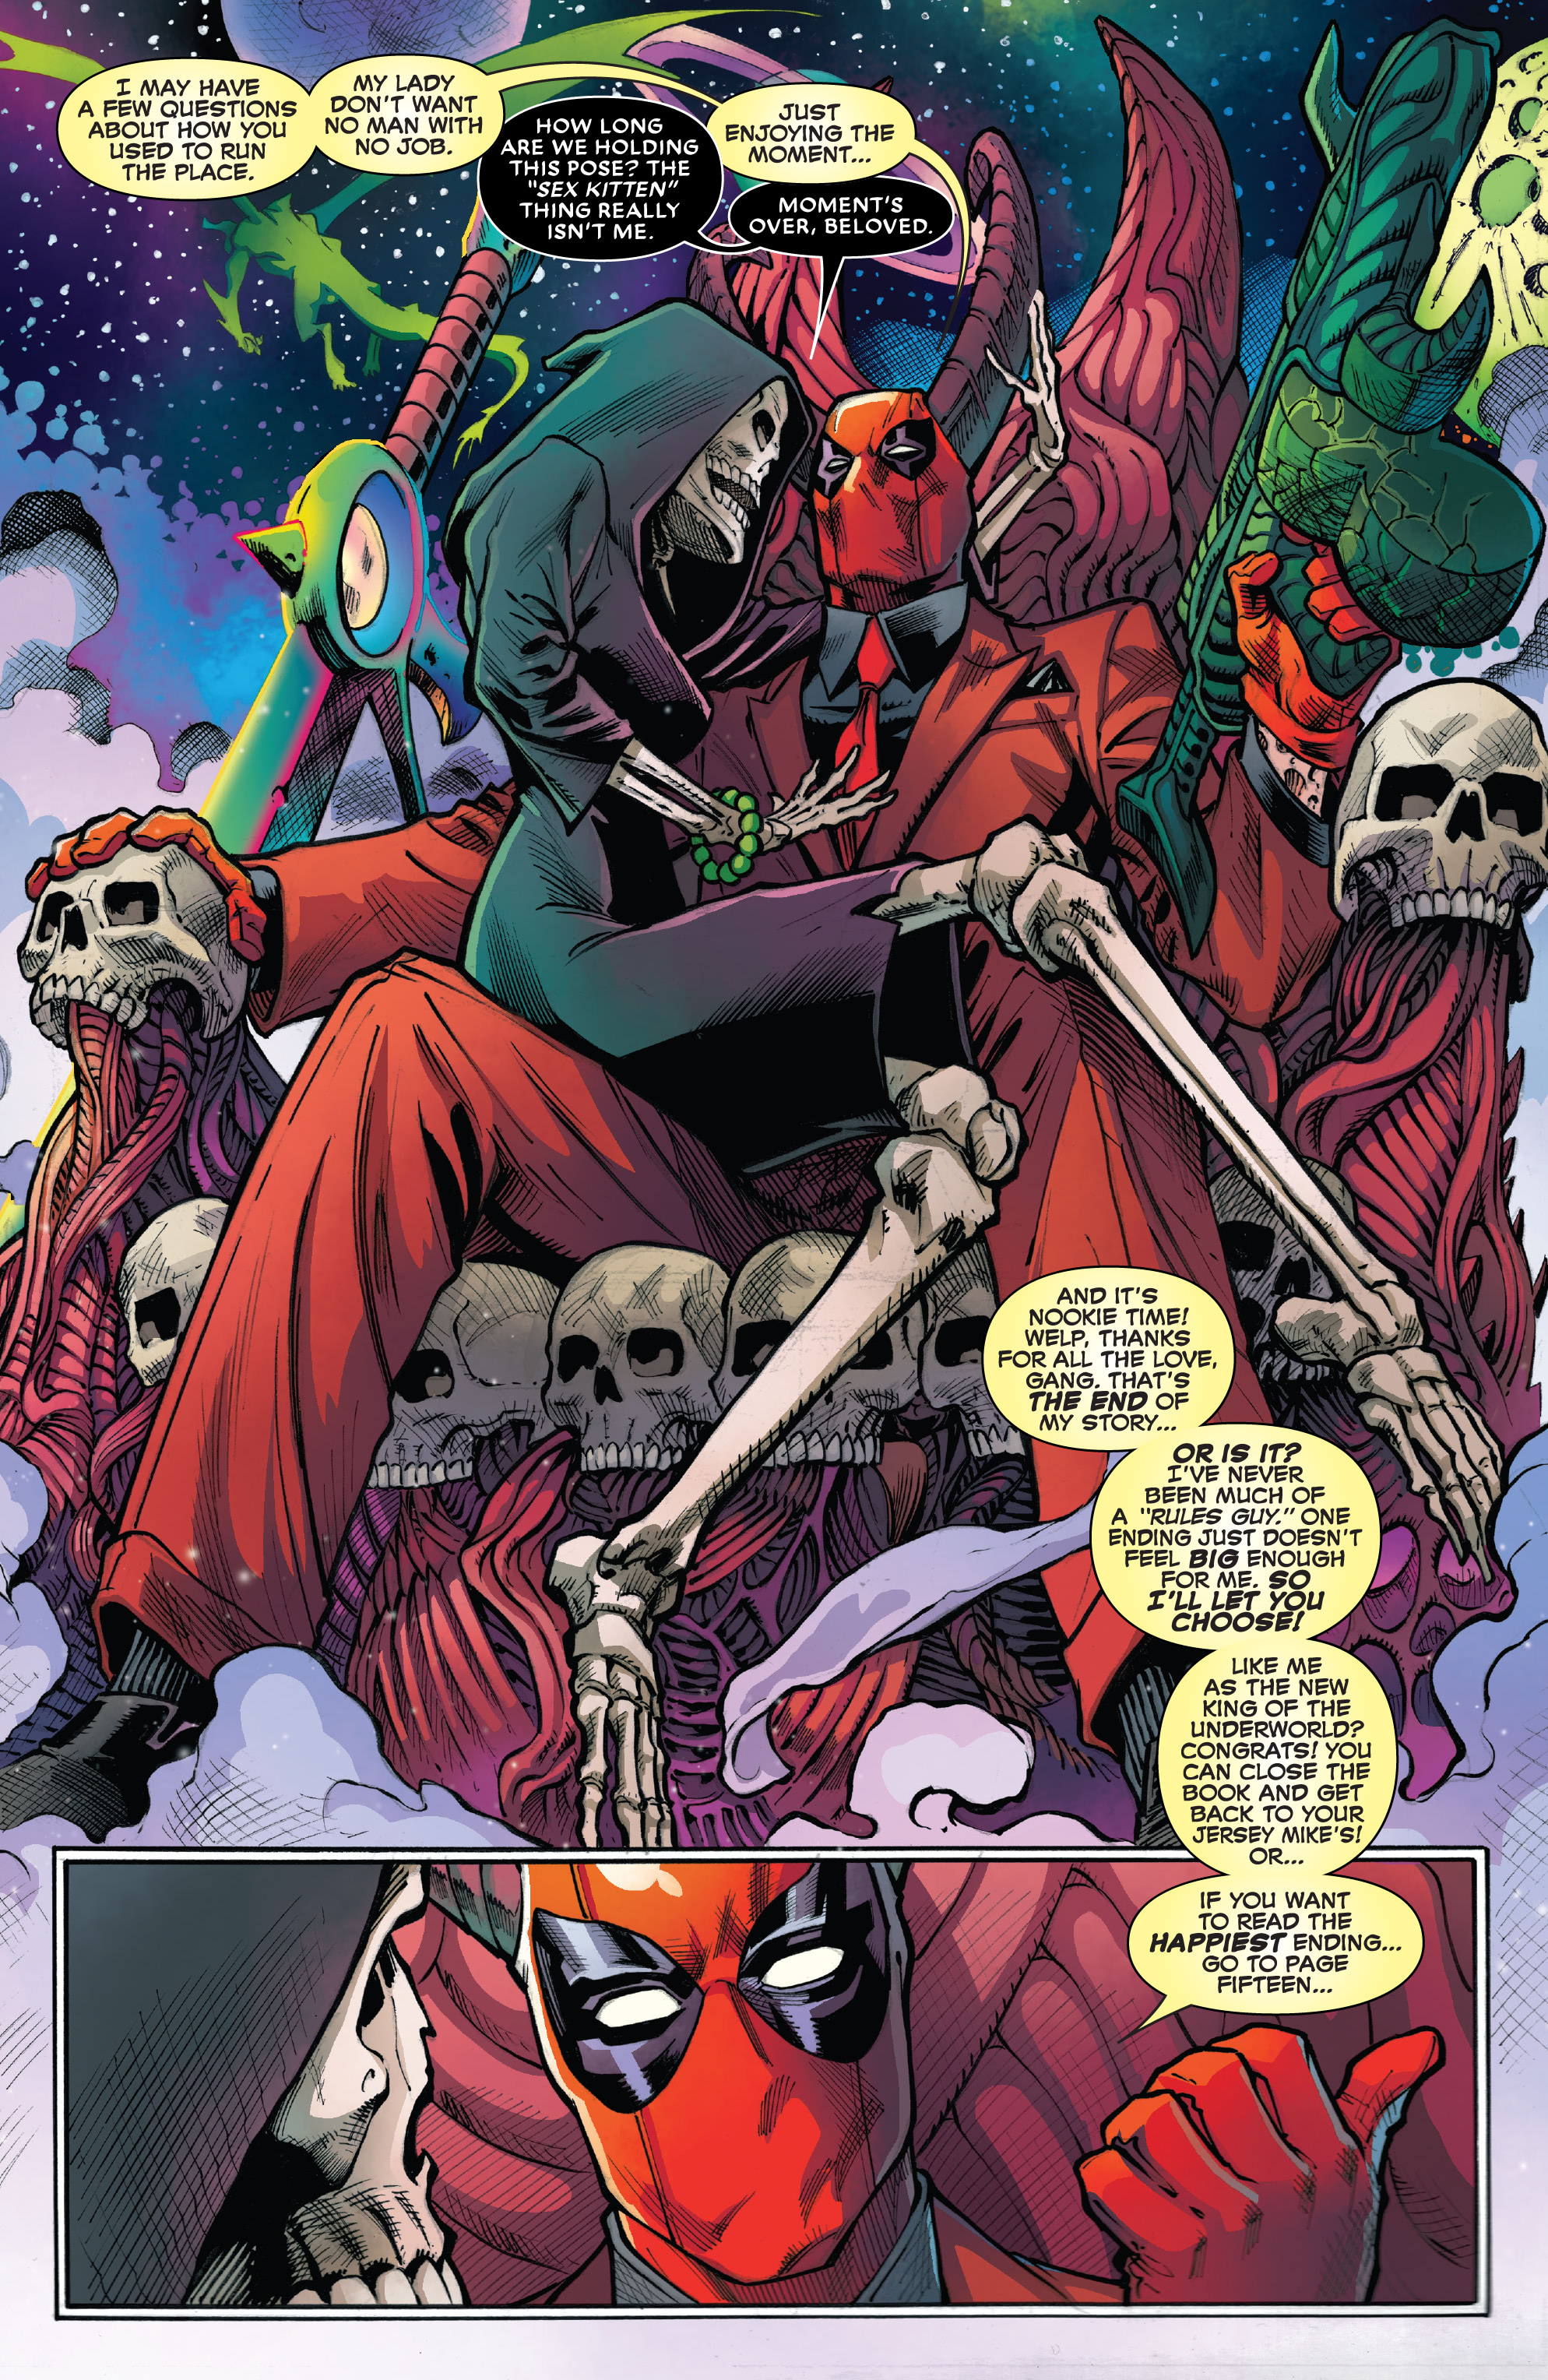 I MAY HAVE
A FEW QUESTIONS
ABOUT HOW YOU
USED TO RUN
THE PLACE.
MY LADY
DON'T WANT
NO MAN WITH
NO JOB.
HOW LONG
ARE WE HOLDING
THIS POSE? THE
"SEX KITTEN"
THING REALLY
ISN'T ME.
JUST
ENJOYING THE
MOMENT...
MOMENT'S
OVER, BELOVED.
AND IT'S
NOOKIE TIME!
WELP, THANKS
FOR ALL THE LOVE,
GANG. THAT'S
THE END OF
MY STORY...
OR IS IT?
I'VE NEVER
BEEN MUCH OF
A "RULES GUY." ONE
ENDING JUST DOESN'T
FEEL BIG ENOUGH
FOR ME. SO
I'LL LET YOU
CHOOSE!
LIKE ME
AS THE NEW
KING OF THE
UNDERWORLD?
CONGRATS! YOU
CAN CLOSE THE
BOOK AND GET
BACK TO YOUR
JERSEY MIKE'S!
OR...
IF YOU WANT
TO READ THE
HAPPIEST ENDING...
GO TO PAGE
FIFTEEN...